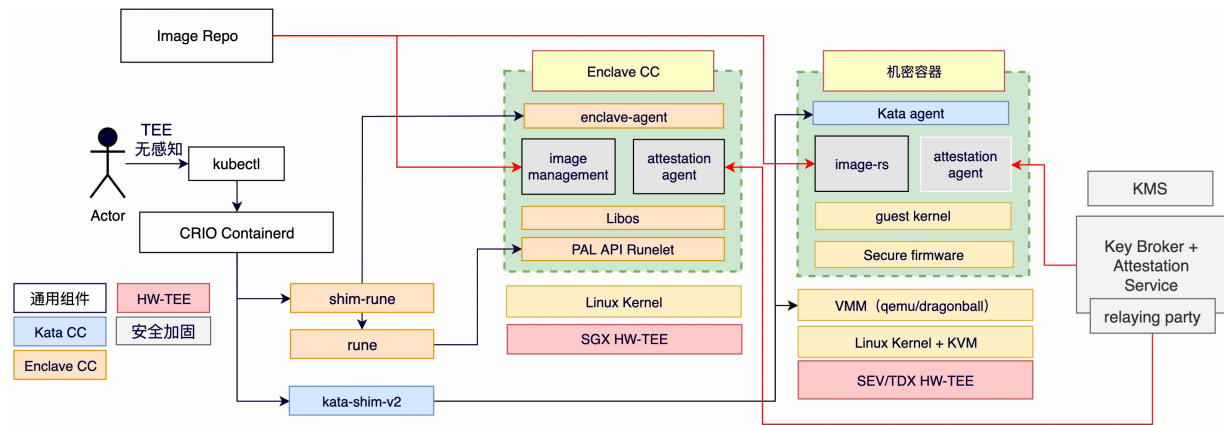 Image Repo
TEE
无感知
Actor
kubectl
CRIO Containerd
通用组件
HW-TEE
Kata CC
安全加固
Enclave CC
shim-rune
rune
kata-shim-v2
Enclave CC
enclave-agent
image
management
attestation
agent
Libos
PAL API Runelet
Linux Kernel
SGX HW-TEE
机密容器
Kata agent
image-rs
attestation
agent
guest kernel
Secure firmware
VMM（qemu/dragonball）
Linux Kernel + KVM
SEV/TDX HW-TEE
KMS
Key Broker +
Attestation
Service
relaying party